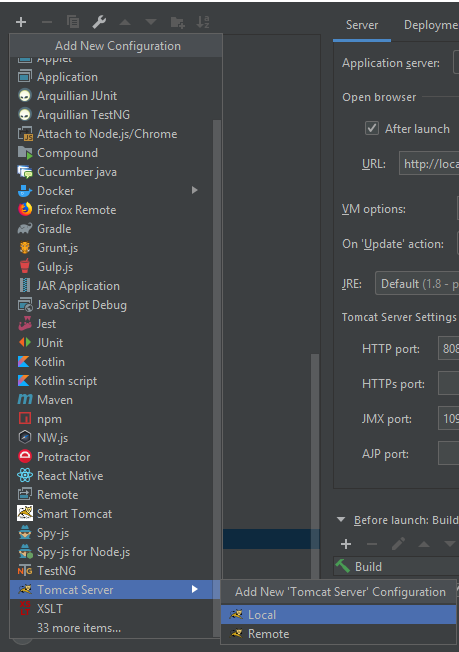 Add New Configuration
Applet
Application
Arquillian JUnit
Arquillian TestNG
Attach to Node.js/Chrome
Compound
Cucumber java
Docker
Firefox Remote
Gradle
Grunt.js
Gulp.js
JAR Application
JavaScript Debug
Jest
JUnit
Kotlin
Kotlin script
Maven
npm
NW.js
Protractor
React Native
Remote
Smart Tomcat
Spy-js
Spy-js for Node.js
TestNG
Tomcat Server
XSLT
33 more items...
Add New 'Tomcat Server' Configuration
Local
Remote
Server Deployme
Application server:
Open browser
After launch
URL: http://loca
VM options:
On 'Update' action:
JRE: Default (1.8 - p
Tomcat Server Settings
HTTP port: 808
HTTPs port:
JMX port: 109
AJP port:
Before launch: Build
Build